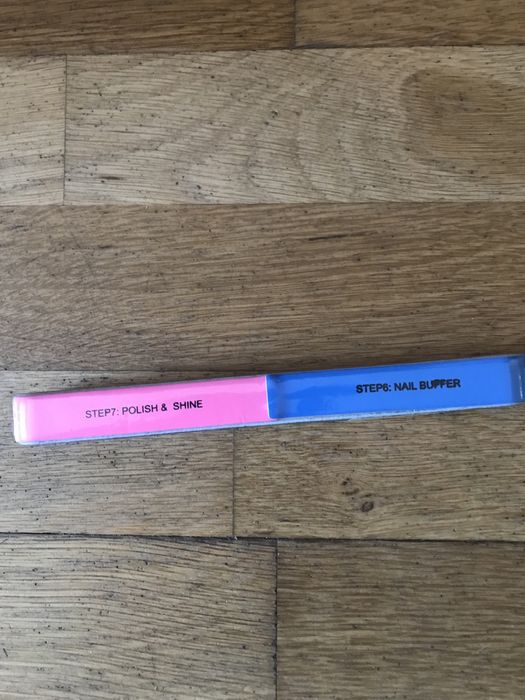 STEP7: POLISH & SHINE
STEP6: NAIL BUFFER